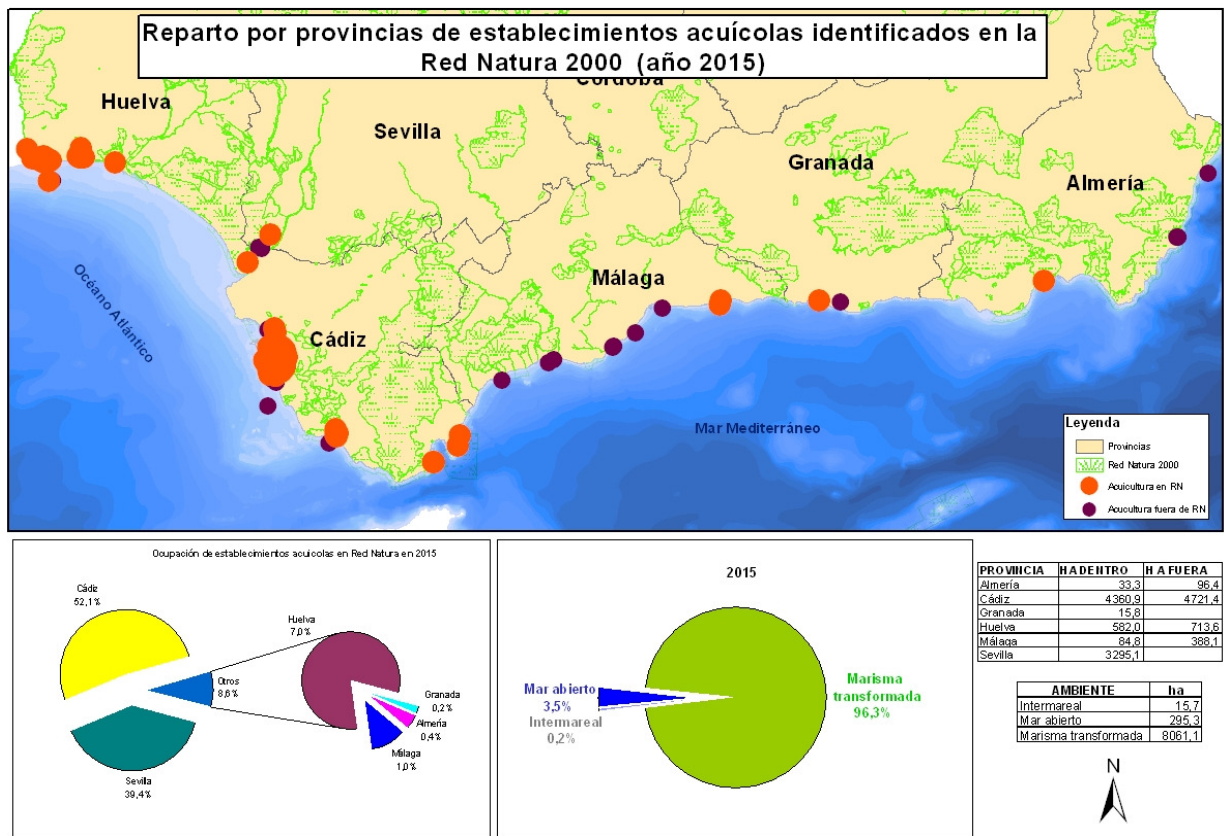 Reparto por provincias de establecimientos acuícolas identificados en la
Red Natura 2000 (año 2015)
Córdoba
Huelva
Sevilla
Granada
Almería
Málaga
Cádiz
Océano Atlántico
Mar Mediterráneo
Leyenda
Provincias
Red Natura 2000
Acuicultura en RN
Acucultura fuera de RN
Ocupación de establecimientos acuicolas en Red Natura en 2015
Cádiz
52,1%
Huelva
7,0%
Otros
8,6%
Granada
0,2%
Almería
0,4%
Málaga
1,0%
Sevilla
39,4%
2015
Mar abierto
3,5%
Intermareal
0,2%
Marisma
transformada
96,3%
PROVINCIA HA DENTRO HA FUERA
Almería 33,3 96,4
Cádiz 4360,9 4721,4
Granada 15,8
Huelva 582,0 713,6
Málaga 84,8 388,1
Sevilla 3295,1
AMBIENTE ha
Intermareal 15,7
Mar abierto 295,3
Marisma transformada 8061,1
N